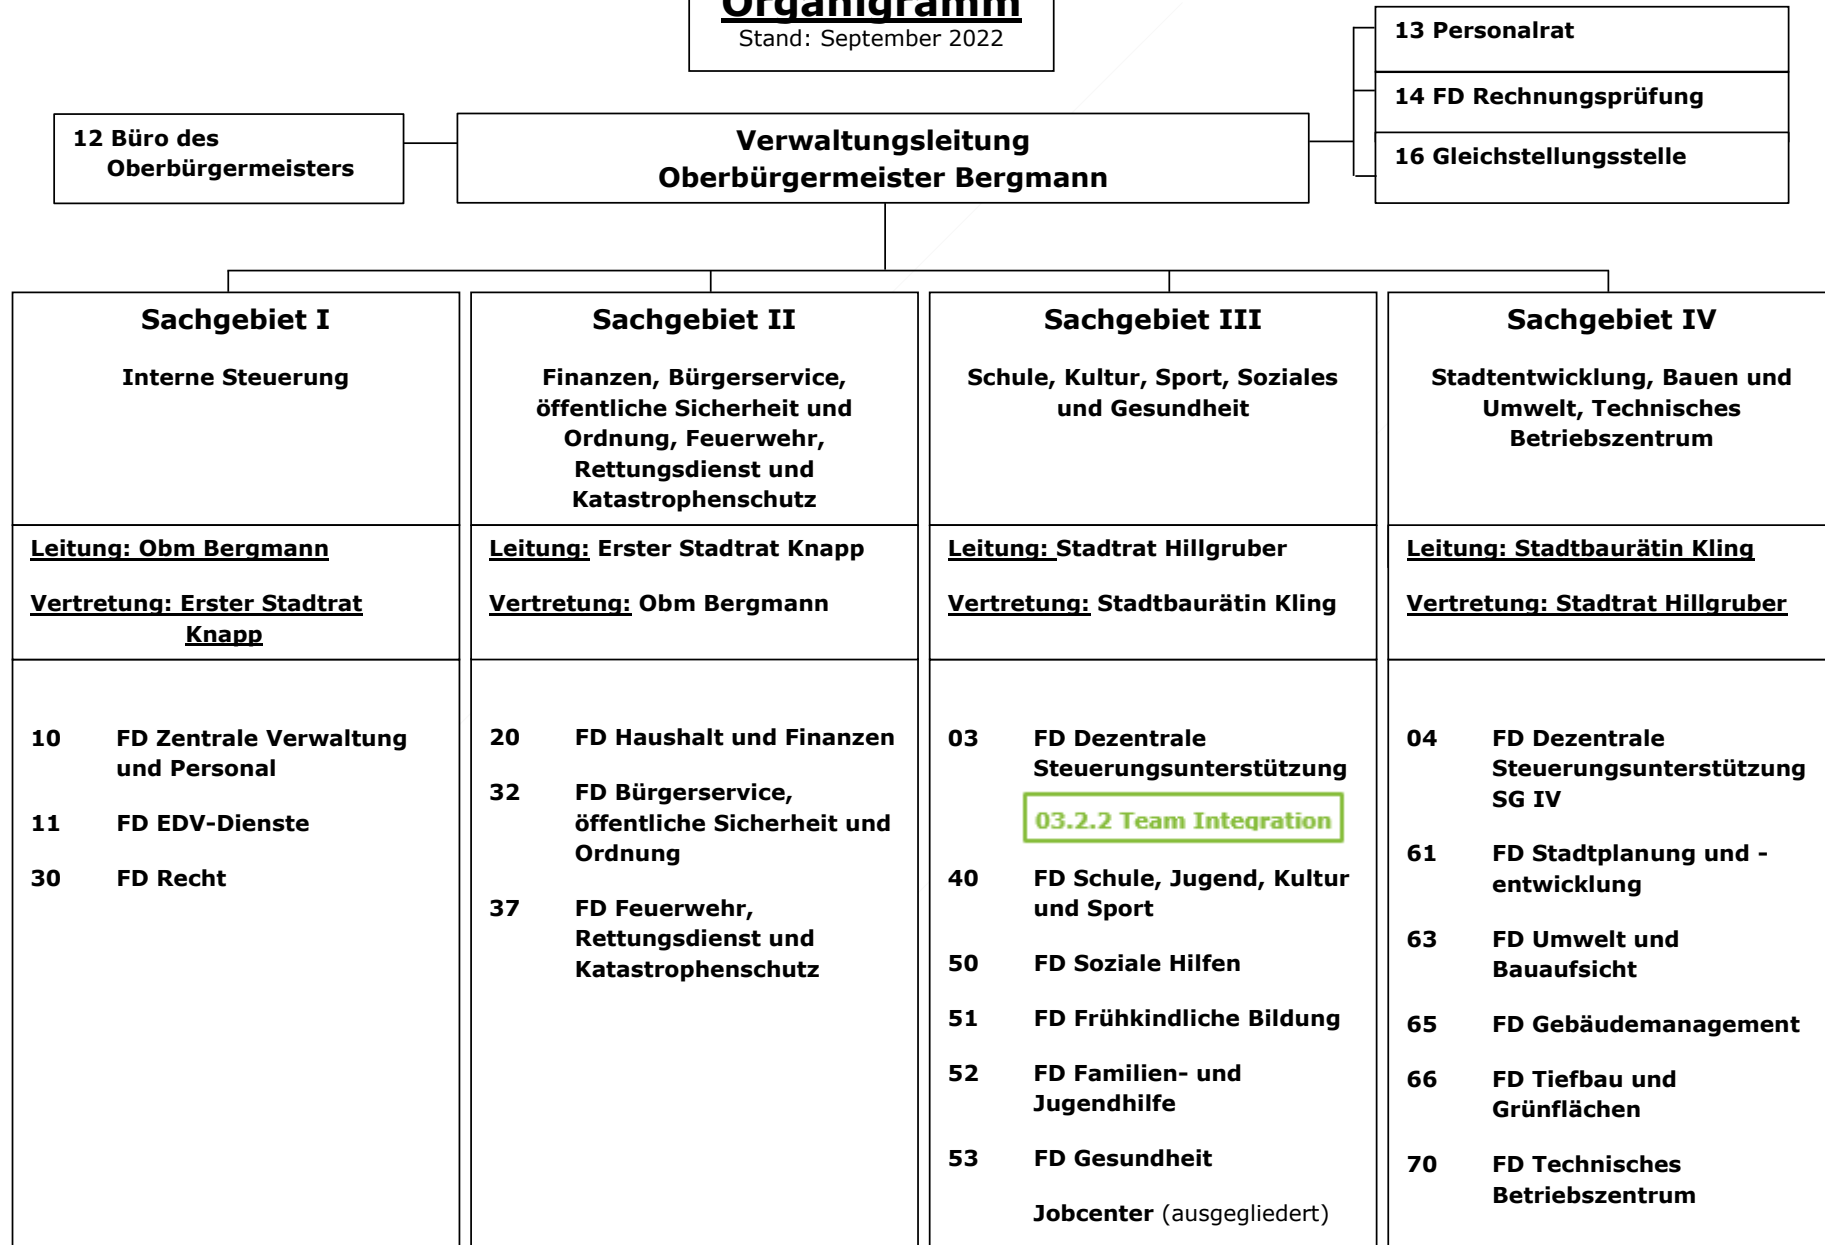 Organigramm
Stand: September 2022
13 Personalrat
14 FD Rechnungsprüfung
16 Gleichstellungsstelle
12 Büro des
Oberbürgermeisters
Verwaltungsleitung
Oberbürgermeister Bergmann
Sachgebiet I
Interne Steuerung
Leitung: Obm Bergmann
Vertretung: Erster Stadtrat
Knapp
10 FD Zentrale Verwaltung
und Personal
11 FD EDV-Dienste
30 FD Recht
Sachgebiet II
Finanzen, Bürgerservice,
öffentliche Sicherheit und
Ordnung, Feuerwehr,
Rettungsdienst und
Katastrophenschutz
Leitung: Erster Stadtrat Knapp
Vertretung: Obm Bergmann
20 FD Haushalt und Finanzen
32 FD Bürgerservice,
öffentliche Sicherheit und
Ordnung
37 FD Feuerwehr,
Rettungsdienst und
Katastrophenschutz
Sachgebiet III
Schule, Kultur, Sport, Soziales
und Gesundheit
Leitung: Stadtrat Hillgruber
Vertretung: Stadtbaurätin Kling
03 FD Dezentrale
Steuerungsunterstützung
03.2.2 Team Integration
40 FD Schule, Jugend, Kultur
und Sport
50 FD Soziale Hilfen
51 FD Frühkindliche Bildung
52 FD Familien- und
Jugendhilfe
53 FD Gesundheit
Jobcenter (ausgegliedert)
Sachgebiet IV
Stadtentwicklung, Bauen und
Umwelt, Technisches
Betriebszentrum
Leitung: Stadtbaurätin Kling
Vertretung: Stadtrat Hillgruber
04 FD Dezentrale
Steuerungsunterstützung
SG IV
61 FD Stadtplanung und -
entwicklung
63 FD Umwelt und
Bauaufsicht
65 FD Gebäudemanagement
66 FD Tiefbau und
Grünflächen
70 FD Technisches
Betriebszentrum